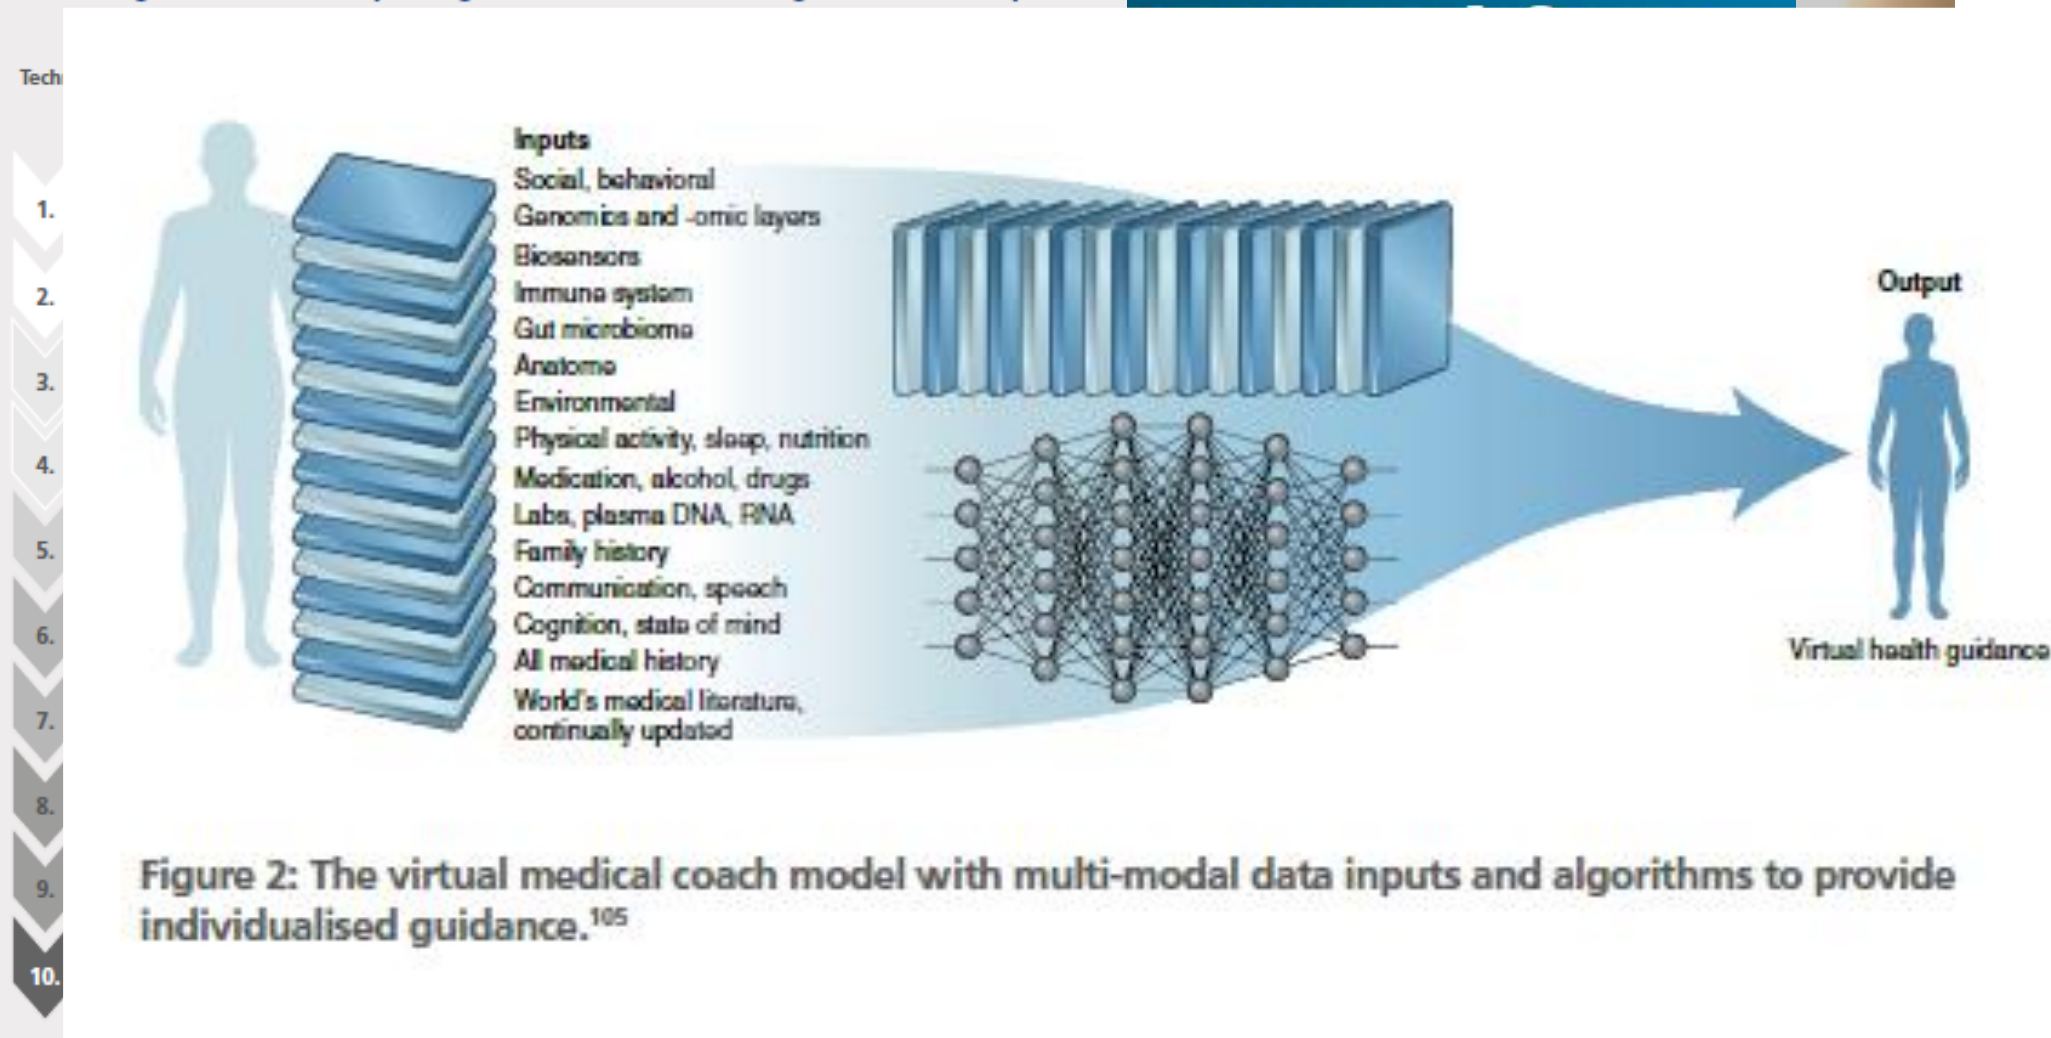 Tech
1.
2.
3.
4.
5.
6.
7.
8.
9.
10.
Inputs
Social, behavioral
Genomics and -omic layers
Biosensors
Immune system
Gut microbiome
Anatome
Environmental
Physical activity, sleep, nutrition
Medication, alcohol, drugs
Labs, plasma DNA, RNA
Family history
Communication, speech
Cognition, state of mind
All medical history
World's medical literature,
continually updated
Output
Virtual health guidance
Figure 2: The virtual medical coach model with multi-modal data inputs and algorithms to provide
individualised guidance.¹⁰⁵